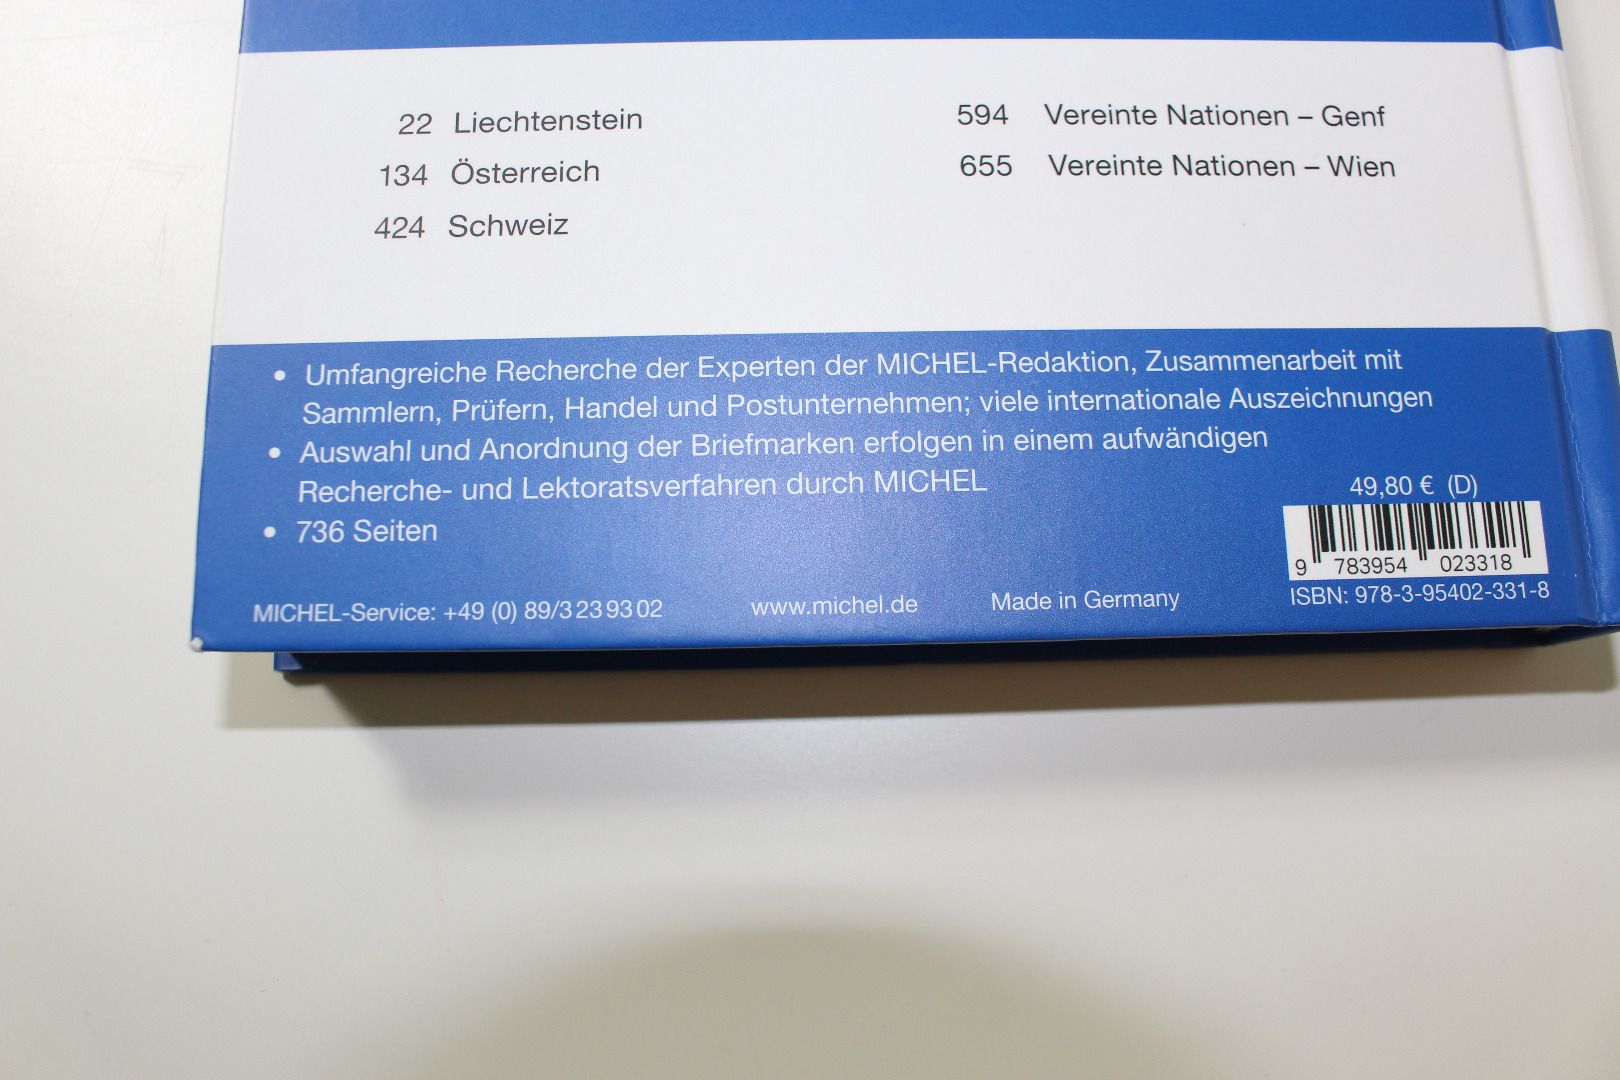 22 Liechtenstein
134 Österreich
424 Schweiz
594 Vereinte Nationen – Genf
655 Vereinte Nationen – Wien
• Umfangreiche Recherche der Experten der MICHEL-Redaktion, Zusammenarbeit mit
Sammlern, Prüfern, Handel und Postunternehmen; viele internationale Auszeichnungen
• Auswahl und Anordnung der Briefmarken erfolgen in einem aufwändigen
Recherche- und Lektoratsverfahren durch MICHEL
• 736 Seiten
49,80 € (D)
9 783954 023318
ISBN: 978-3-95402-331-8
MICHEL-Service: +49 (0) 89/3 23 93 02 www.michel.de Made in Germany